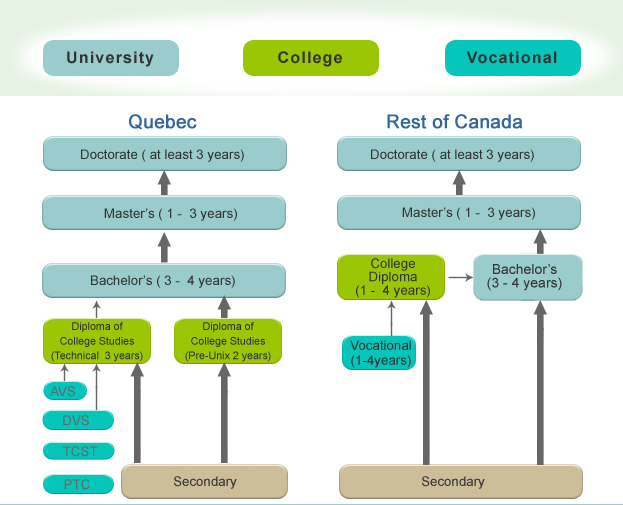 University
College
Vocational
Quebec
Doctorate ( at least 3 years)
Master's ( 1 - 3 years)
Bachelor's ( 3 - 4 years)
Diploma of
College Studies
(Technical 3 years)
Diploma of
College Studies
(Pre-Unix 2 years)
AVS
DVS
TCST
PTC
Secondary
Rest of Canada
Doctorate ( at least 3 years)
Master's ( 1 - 3 years)
College
Diploma
(1 - 4 years)
Bachelor's
(3 - 4 years)
Vocational
(1-4years)
Secondary